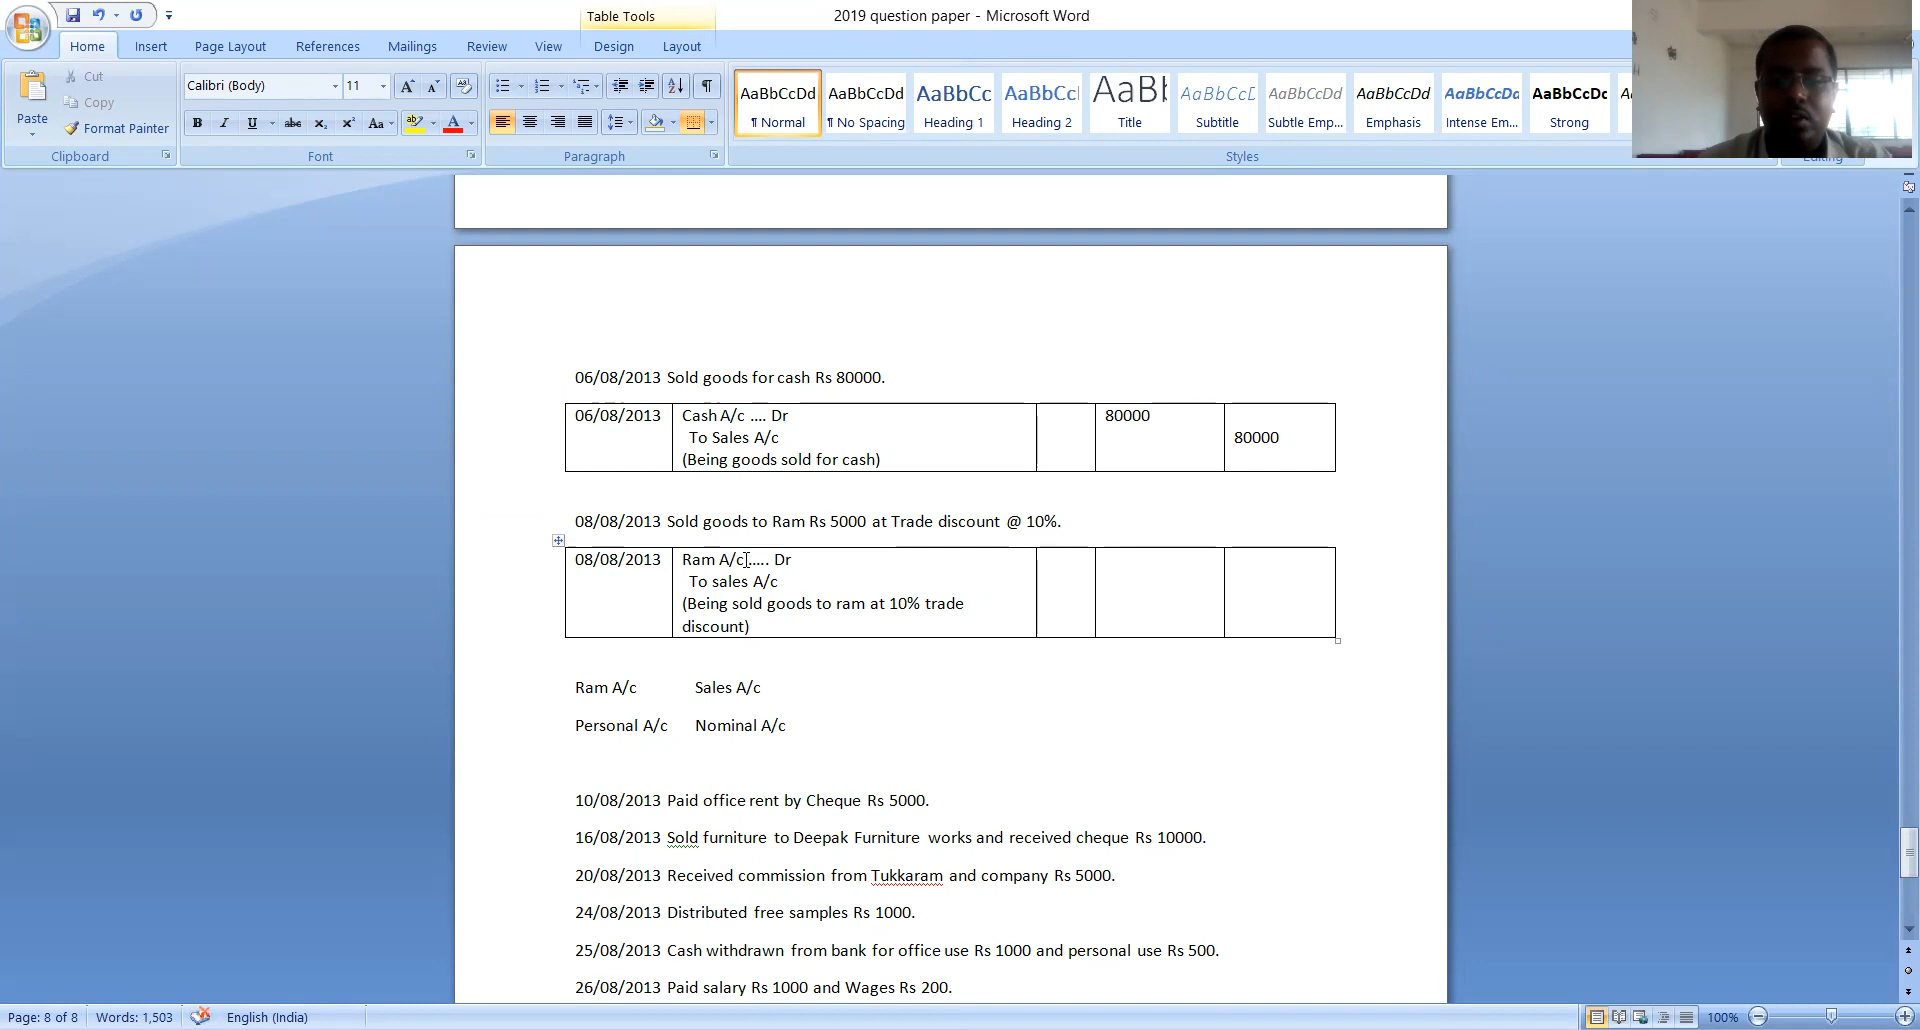 Table Tools
2019 question paper - Microsoft Word
Home Insert Page Layout References Mailings Review View Design Layout
Paste
Cut
Copy
Format Painter
Clipboard
Calibri (Body) 11
Font
Paragraph
AaBbCcDd AaBbCcDd AaBbCc AaBbCcI AaBI AaBbCcL AaBbCcDd AaBbCcDd AaBbCcDd AaBbCcDc
¶ Normal ¶ No Spacing Heading 1 Heading 2 Title Subtitle Subtle Emp... Emphasis Intense Em... Strong
Styles
Editing
06/08/2013 Sold goods for cash Rs 80000.
06/08/2013 Cash A/c .... Dr 80000
To Sales A/c 80000
(Being goods sold for cash)
08/08/2013 Sold goods to Ram Rs 5000 at Trade discount @ 10%.
08/08/2013 Ram A/c..... Dr
To sales A/c
(Being sold goods to ram at 10% trade
discount)
Ram A/c Sales A/c
Personal A/c Nominal A/c
10/08/2013 Paid office rent by Cheque Rs 5000.
16/08/2013 Sold furniture to Deepak Furniture works and received cheque Rs 10000.
20/08/2013 Received commission from Tukkaram and company Rs 5000.
24/08/2013 Distributed free samples Rs 1000.
25/08/2013 Cash withdrawn from bank for office use Rs 1000 and personal use Rs 500.
26/08/2013 Paid salary Rs 1000 and Wages Rs 200.
Page: 8 of 8 Words: 1,503 English (India) 100%